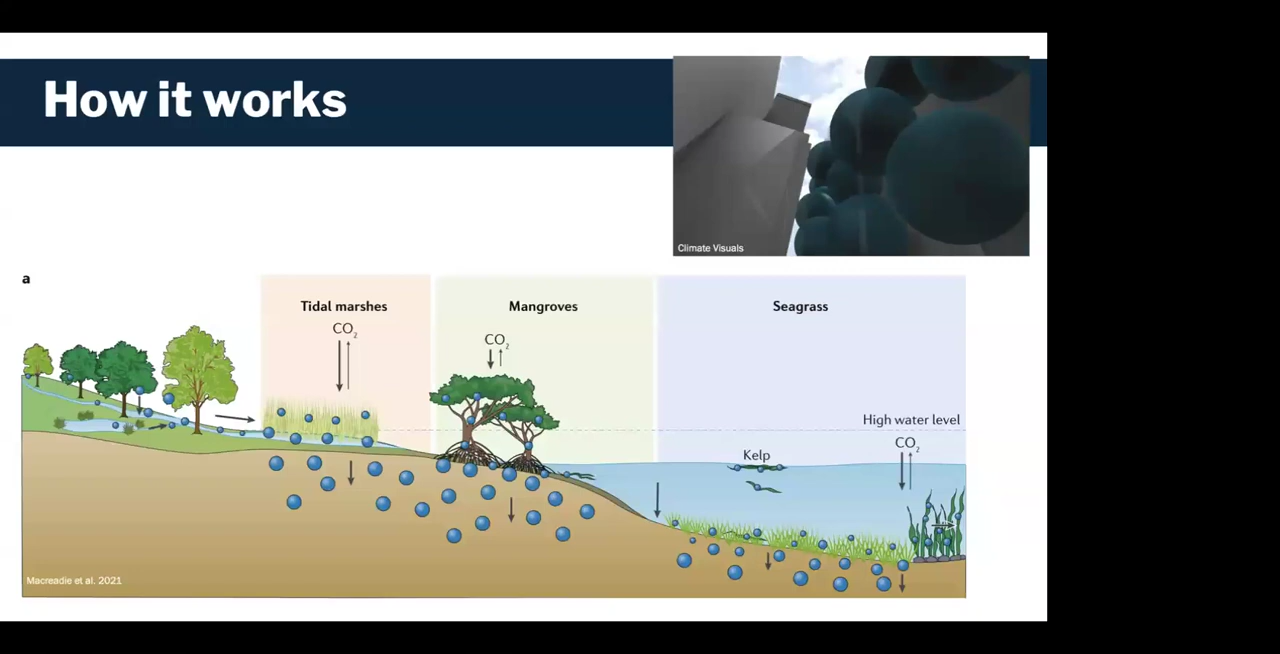 How it works
Climate Visuals
a
Tidal marshes
Mangroves
Seagrass
CO2
CO2
High water level
CO2
Kelp
Macreadie et al. 2021